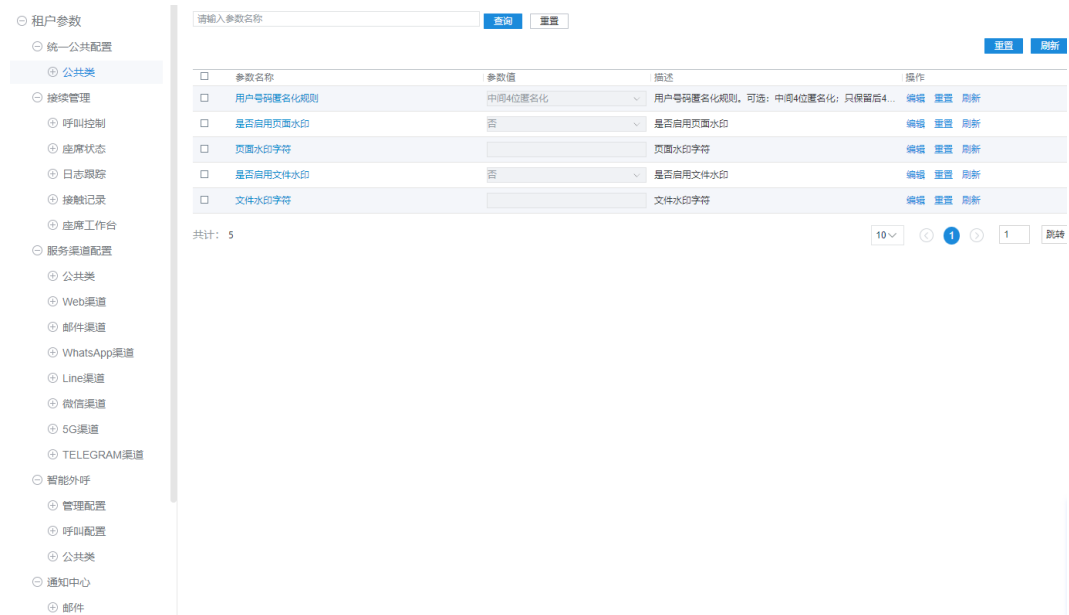 租户参数
统一公共配置
公共类
接续管理
呼叫控制
座席状态
日志跟踪
接触记录
座席工作台
服务渠道配置
公共类
Web渠道
邮件渠道
WhatsApp渠道
Line渠道
微信渠道
5G渠道
TELEGRAM渠道
智能外呼
管理配置
呼叫配置
公共类
通知中心
邮件
请输入参数名称 查询 重置
重置 刷新
参数名称 参数值 描述 操作
用户号码匿名化规则 中间4位匿名化 用户号码匿名化规则。可选：中间4位匿名化；只保留后4... 编辑 重置 刷新
是否启用页面水印 否 是否启用页面水印 编辑 重置 刷新
页面水印字符 页面水印字符 编辑 重置 刷新
是否启用文件水印 否 是否启用文件水印 编辑 重置 刷新
文件水印字符 文件水印字符 编辑 重置 刷新
共计： 5 10 1 1 跳转